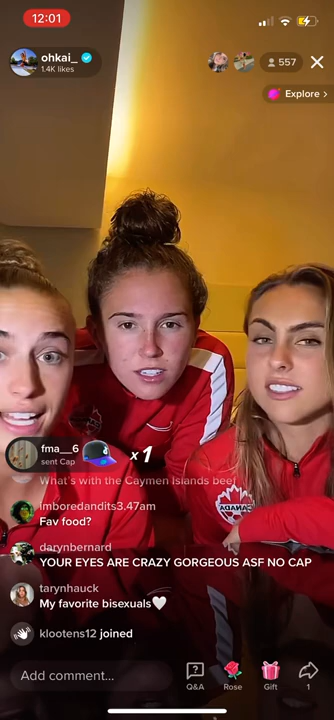 12:01
ohkai_
1.4K likes
557
Explore >
fma__6
sent Cap
x1
What's with the Caymen Islands beef
imboredandits3.47am
Fav food?
darynbernard
YOUR EYES ARE CRAZY GORGEOUS ASF NO CAP
tarynhauck
My favorite bisexuals🤍
klootens12 joined
Add comment...
Q&A
Rose
Gift
1
CANADA